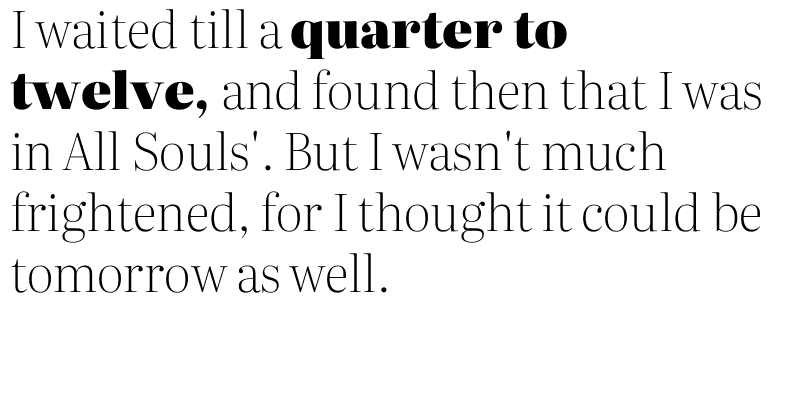 I waited till a quarter to
twelve, and found then that I was
in All Souls'. But I wasn't much
frightened, for I thought it could be
tomorrow as well.